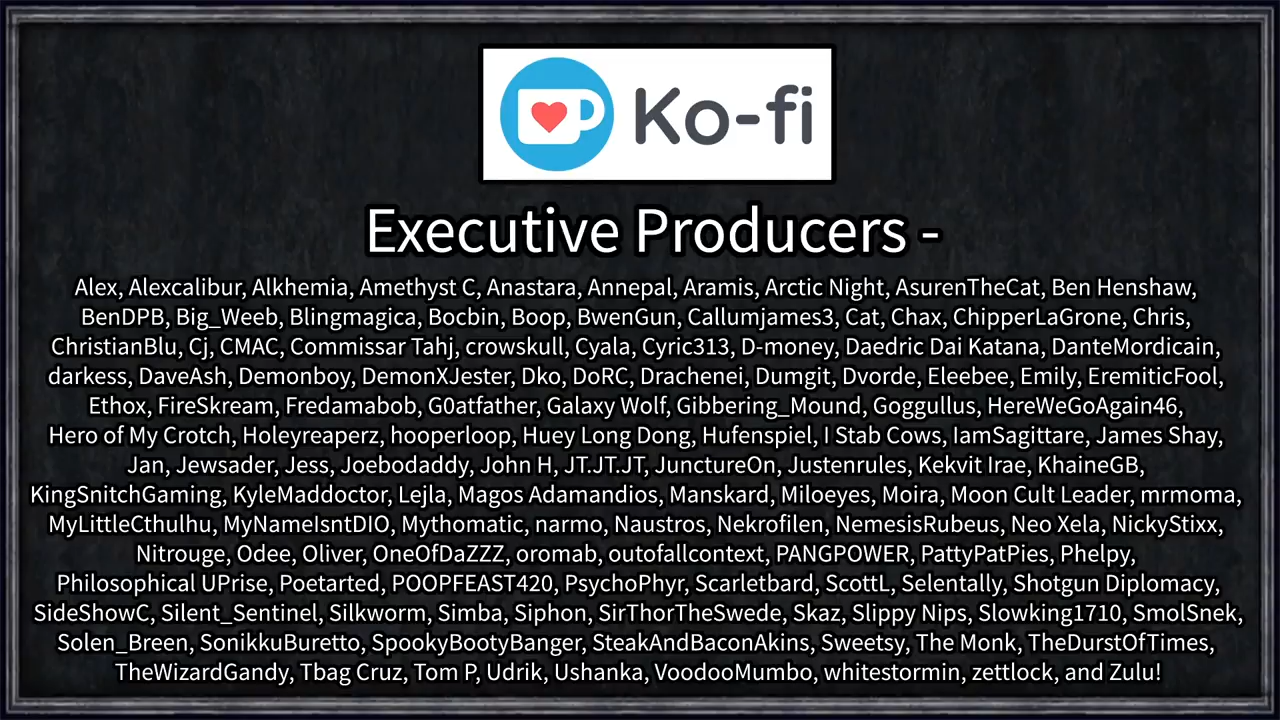 Ko-fi
Executive Producers -
Alex, Alexcalibur, Alkhemia, Amethyst C, Anastara, Annepal, Aramis, Arctic Night, AsurenTheCat, Ben Henshaw,
BenDPB, Big_Weeb, Blingmagica, Bocbin, Boop, BwenGun, Callumjames3, Cat, Chax, ChipperLaGrone, Chris,
ChristianBlu, Cj, CMAC, Commissar Tahj, crowskull, Cyala, Cyric313, D-money, Daedric Dai Katana, DanteMordicain,
darkess, DaveAsh, Demonboy, DemonXJester, Dko, DoRC, Drachenei, Dumgit, Dvorde, Eleebee, Emily, EremiticFool,
Ethox, FireSkream, Fredamabob, G0atfather, Galaxy Wolf, Gibbering_Mound, Goggullus, HereWeGoAgain46,
Hero of My Crotch, Holeyreaperz, hooperloop, Huey Long Dong, Hufenspiel, I Stab Cows, IamSagittare, James Shay,
Jan, Jewsader, Jess, Joebodaddy, John H, JT.JT.JT, JunctureOn, Justenrules, Kekvit Irae, KhaineGB,
KingSnitchGaming, KyleMaddoctor, Lejla, Magos Adamandios, Manskard, Miloeyes, Moira, Moon Cult Leader, mrmoma,
MyLittleCthulhu, MyNameIsntDIO, Mythomatic, narmo, Naustros, Nekrofilen, NemesisRubeus, Neo Xela, NickyStixx,
Nitrouge, Odee, Oliver, OneOfDaZZZ, oromab, outofallcontext, PANGPOWER, PattyPatPies, Phelpy,
Philosophical UPrise, Poetarted, POOPFEAST420, PsychoPhyr, Scarletbard, ScottL, Selentally, Shotgun Diplomacy,
SideShowC, Silent_Sentinel, Silkworm, Simba, Siphon, SirThorTheSwede, Skaz, Slippy Nips, Slowking1710, SmolSnek,
Solen_Breen, SonikkuBuretto, SpookyBootyBanger, SteakAndBaconAkins, Sweetsy, The Monk, TheDurstOfTimes,
TheWizardGandy, Tbag Cruz, Tom P, Udrik, Ushanka, VoodooMumbo, whitestormin, zettlock, and Zulu!